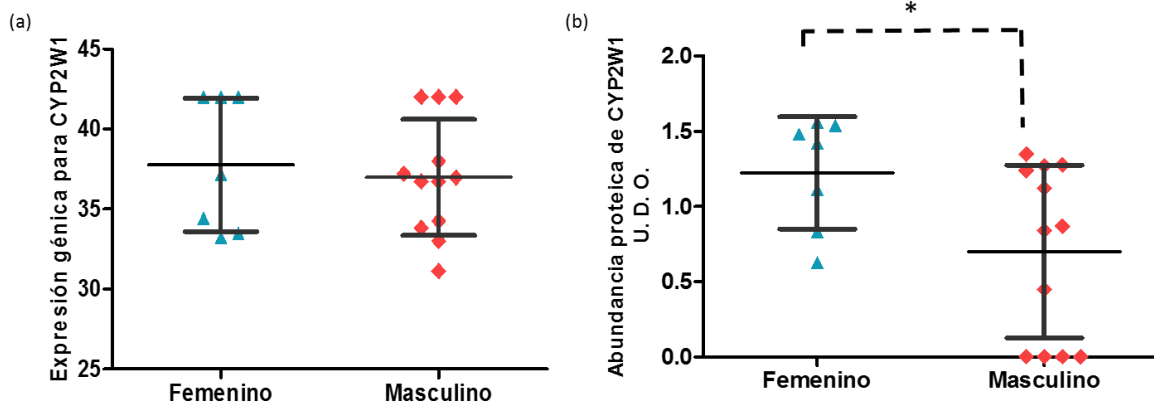 (a)
Expresión génica para CYP2W1
45
40
35
30
25
Femenino
Masculino
(b)
*
Abundancia proteica de CYP2W1
U. D. O.
2.0
1.5
1.0
0.5
0.0
Femenino
Masculino